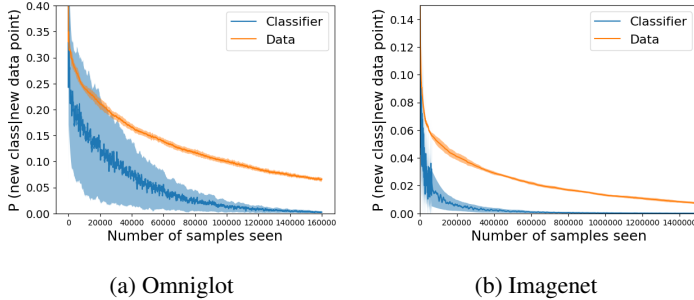 0.40
0.35
0.30
0.25
0.20
0.15
0.10
0.05
0.00
P (new class|new data point)
Classifier
Data
0 20000 40000 60000 80000 100000 120000 140000 160000
Number of samples seen
(a) Omniglot
0.14
0.12
0.10
0.08
0.06
0.04
0.02
0.00
P (new class|new data point)
Classifier
Data
0 200000 400000 600000 800000 1000000 1200000 1400000
Number of samples seen
(b) Imagenet